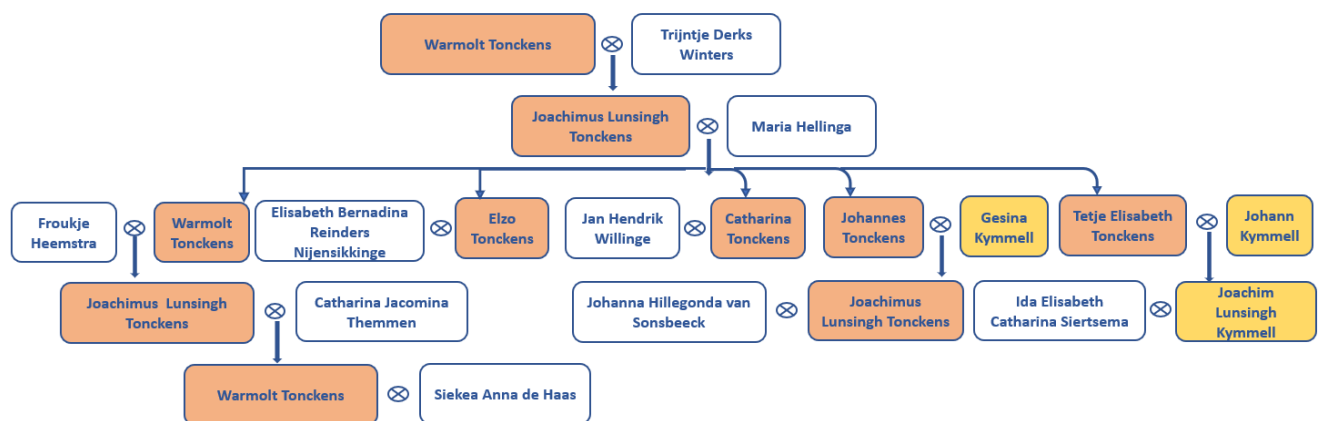 Warmolt Tonckens
Trijntje Derks
Winters
Joachimus Lunsingh
Tonckens
Maria Hellinga
Froukje
Heemstra
Warmolt
Tonckens
Elisabeth Bernadina
Reinders
Nijensikkinge
Elzo
Tonckens
Jan Hendrik
Willinge
Catharina
Tonckens
Johannes
Tonckens
Gesina
Kymmell
Tetje Elisabeth
Tonckens
Johann
Kymmell
Joachimus Lunsingh
Tonckens
Catharina Jacomina
Themmen
Johanna Hillegonda van
Sonsbeeck
Joachimus
Lunsingh Tonckens
Ida Elisabeth
Catharina Siertsema
Joachim
Lunsingh
Kymmell
Warmolt Tonckens
Siekea Anna de Haas